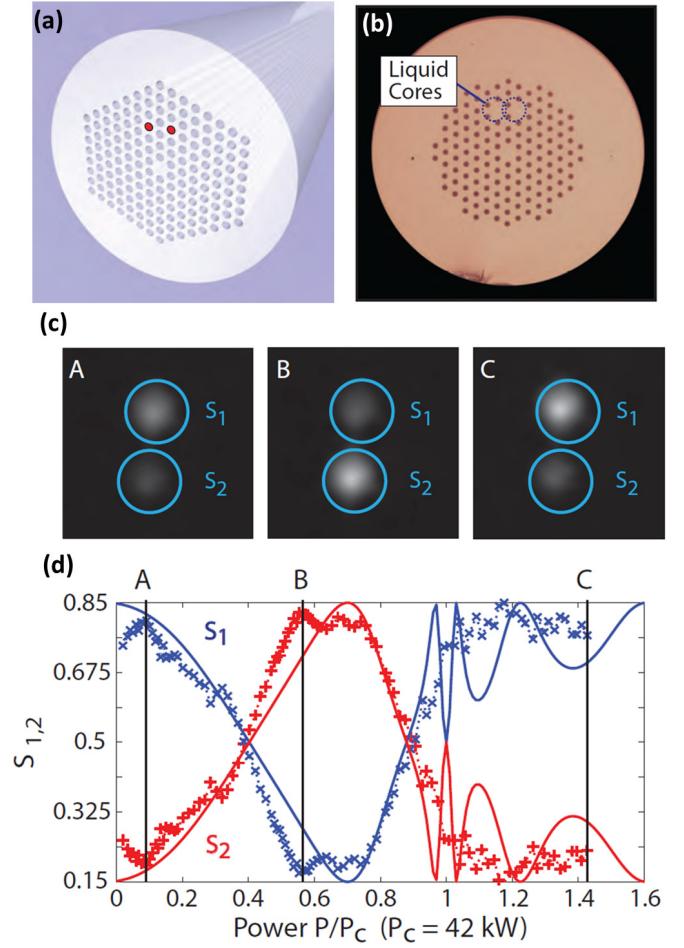 (a)
(b)
Liquid
Cores
(c)
A
S1
S2
B
S1
S2
C
S1
S2
(d)
A
B
C
0.85
0.675
0.5
0.325
0.15
S1,2
S1
S2
0
0.2
0.4
0.6
0.8
1.0
1.2
1.4
1.6
Power P/PC (PC = 42 kW)